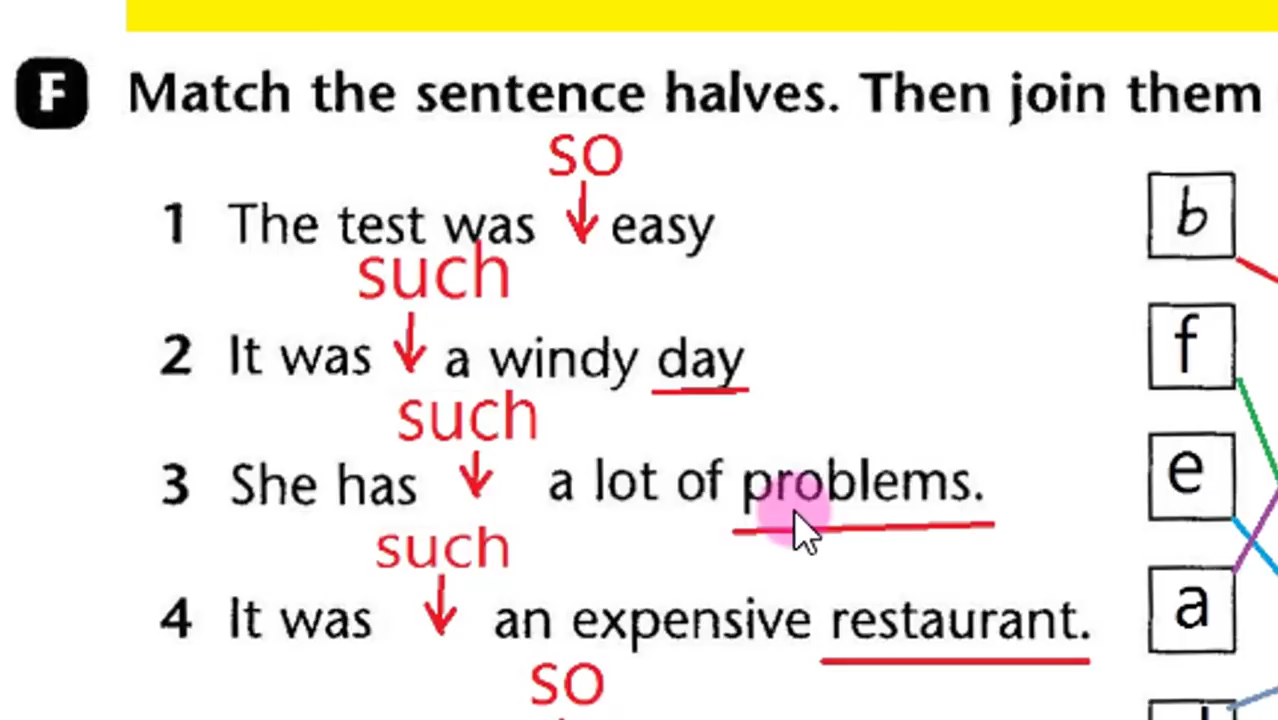 F Match the sentence halves. Then join them
so
1 The test was easy b
such
2 It was a windy day f
such
3 She has a lot of problems. e
such
4 It was an expensive restaurant. a
so